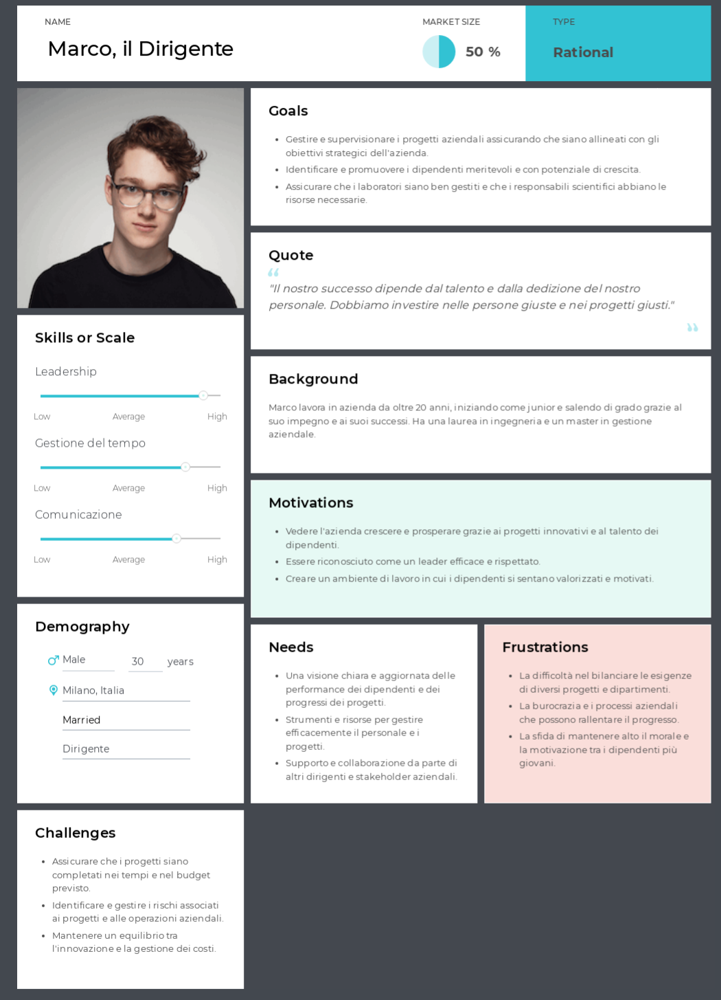 NAME
Marco, il Dirigente
MARKET SIZE
50 %
TYPE
Rational
Skills or Scale
Leadership
Low Average High
Gestione del tempo
Low Average High
Comunicazione
Low Average High
Demography
Male 30 years
Milano, Italia
Married
Dirigente
Challenges
• Assicurare che i progetti siano
completati nei tempi e nel budget
previsto.
• Identificare e gestire i rischi associati
ai progetti e alle operazioni aziendali.
• Mantenere un equilibrio tra
l'innovazione e la gestione dei costi.
Goals
• Gestire e supervisionare i progetti aziendali assicurando che siano allineati con gli
obiettivi strategici dell'azienda.
• Identificare e promuovere i dipendenti meritevoli e con potenziale di crescita.
• Assicurare che i laboratori siano ben gestiti e che i responsabili scientifici abbiano le
risorse necessarie.
Quote
“
"Il nostro successo dipende dal talento e dalla dedizione del nostro
personale. Dobbiamo investire nelle persone giuste e nei progetti giusti."
”
Background
Marco lavora in azienda da oltre 20 anni, iniziando come junior e salendo di grado grazie al
suo impegno e ai suoi successi. Ha una laurea in ingegneria e un master in gestione
aziendale.
Motivations
• Vedere l'azienda crescere e prosperare grazie ai progetti innovativi e al talento dei
dipendenti.
• Essere riconosciuto come un leader efficace e rispettato.
• Creare un ambiente di lavoro in cui i dipendenti si sentano valorizzati e motivati.
Needs
• Una visione chiara e aggiornata delle
performance dei dipendenti e dei
progressi dei progetti.
• Strumenti e risorse per gestire
efficacemente il personale e i
progetti.
• Supporto e collaborazione da parte di
altri dirigenti e stakeholder aziendali.
Frustrations
• La difficoltà nel bilanciare le esigenze
di diversi progetti e dipartimenti.
• La burocrazia e i processi aziendali
che possono rallentare il progresso.
• La sfida di mantenere alto il morale e
la motivazione tra i dipendenti più
giovani.